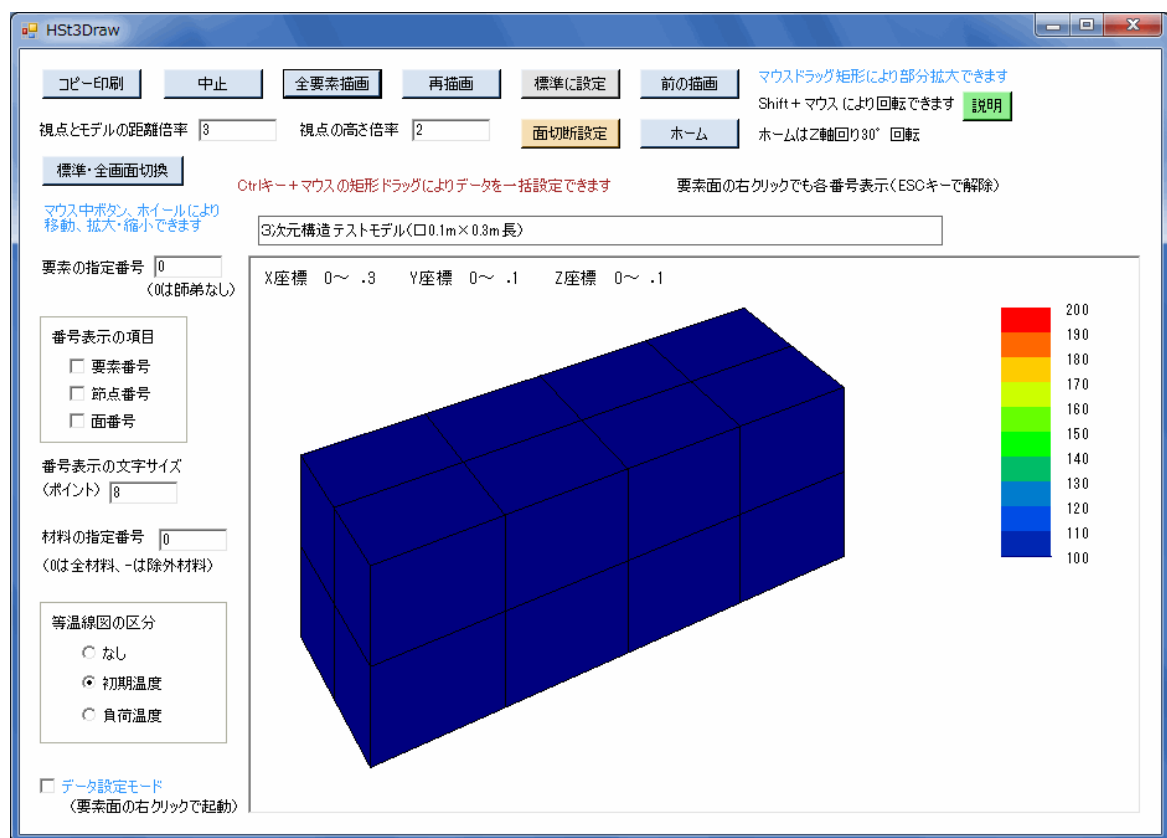 HSt3Draw
コピー印刷 中止 全要素描画 再描画 標準に設定 前の描画 マウスドラッグ矩形により部分拡大できます
Shift+マウスにより回転できます 説明
視点とモデルの距離倍率 3 視点の高さ倍率 2 面切断設定 ホーム ホームはZ軸回り30°回転
標準・全画面切換
Ctrlキー+マウスの矩形ドラッグによりデータを一括設定できます 要素面の右クリックでも各番号表示(ESCキーで解除)
マウス中ボタン、ホイールにより
移動、拡大・縮小できます
3次元構造テストモデル(口0.1m×0.3m長)
要素の指定番号 0
(0は師弟なし)
X座標 0～ .3 Y座標 0～ .1 Z座標 0～ .1
番号表示の項目
要素番号
節点番号
面番号
番号表示の文字サイズ
(ポイント) 8
材料の指定番号 0
(0は全材料、-は除外材料)
等温線図の区分
なし
初期温度
負荷温度
データ設定モード
(要素面の右クリックで起動)
200
190
180
170
160
150
140
130
120
110
100